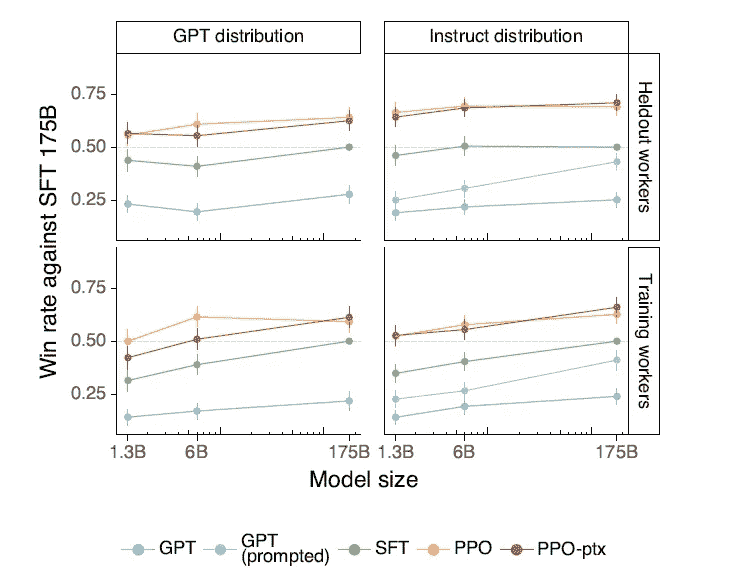 GPT distribution
Instruct distribution
Win rate against SFT 175B
0.75
0.50
0.25
Heldout workers
0.75
0.50
0.25
Training workers
1.3B
6B
175B
1.3B
6B
175B
Model size
GPT
GPT
(prompted)
SFT
PPO
PPO-ptx